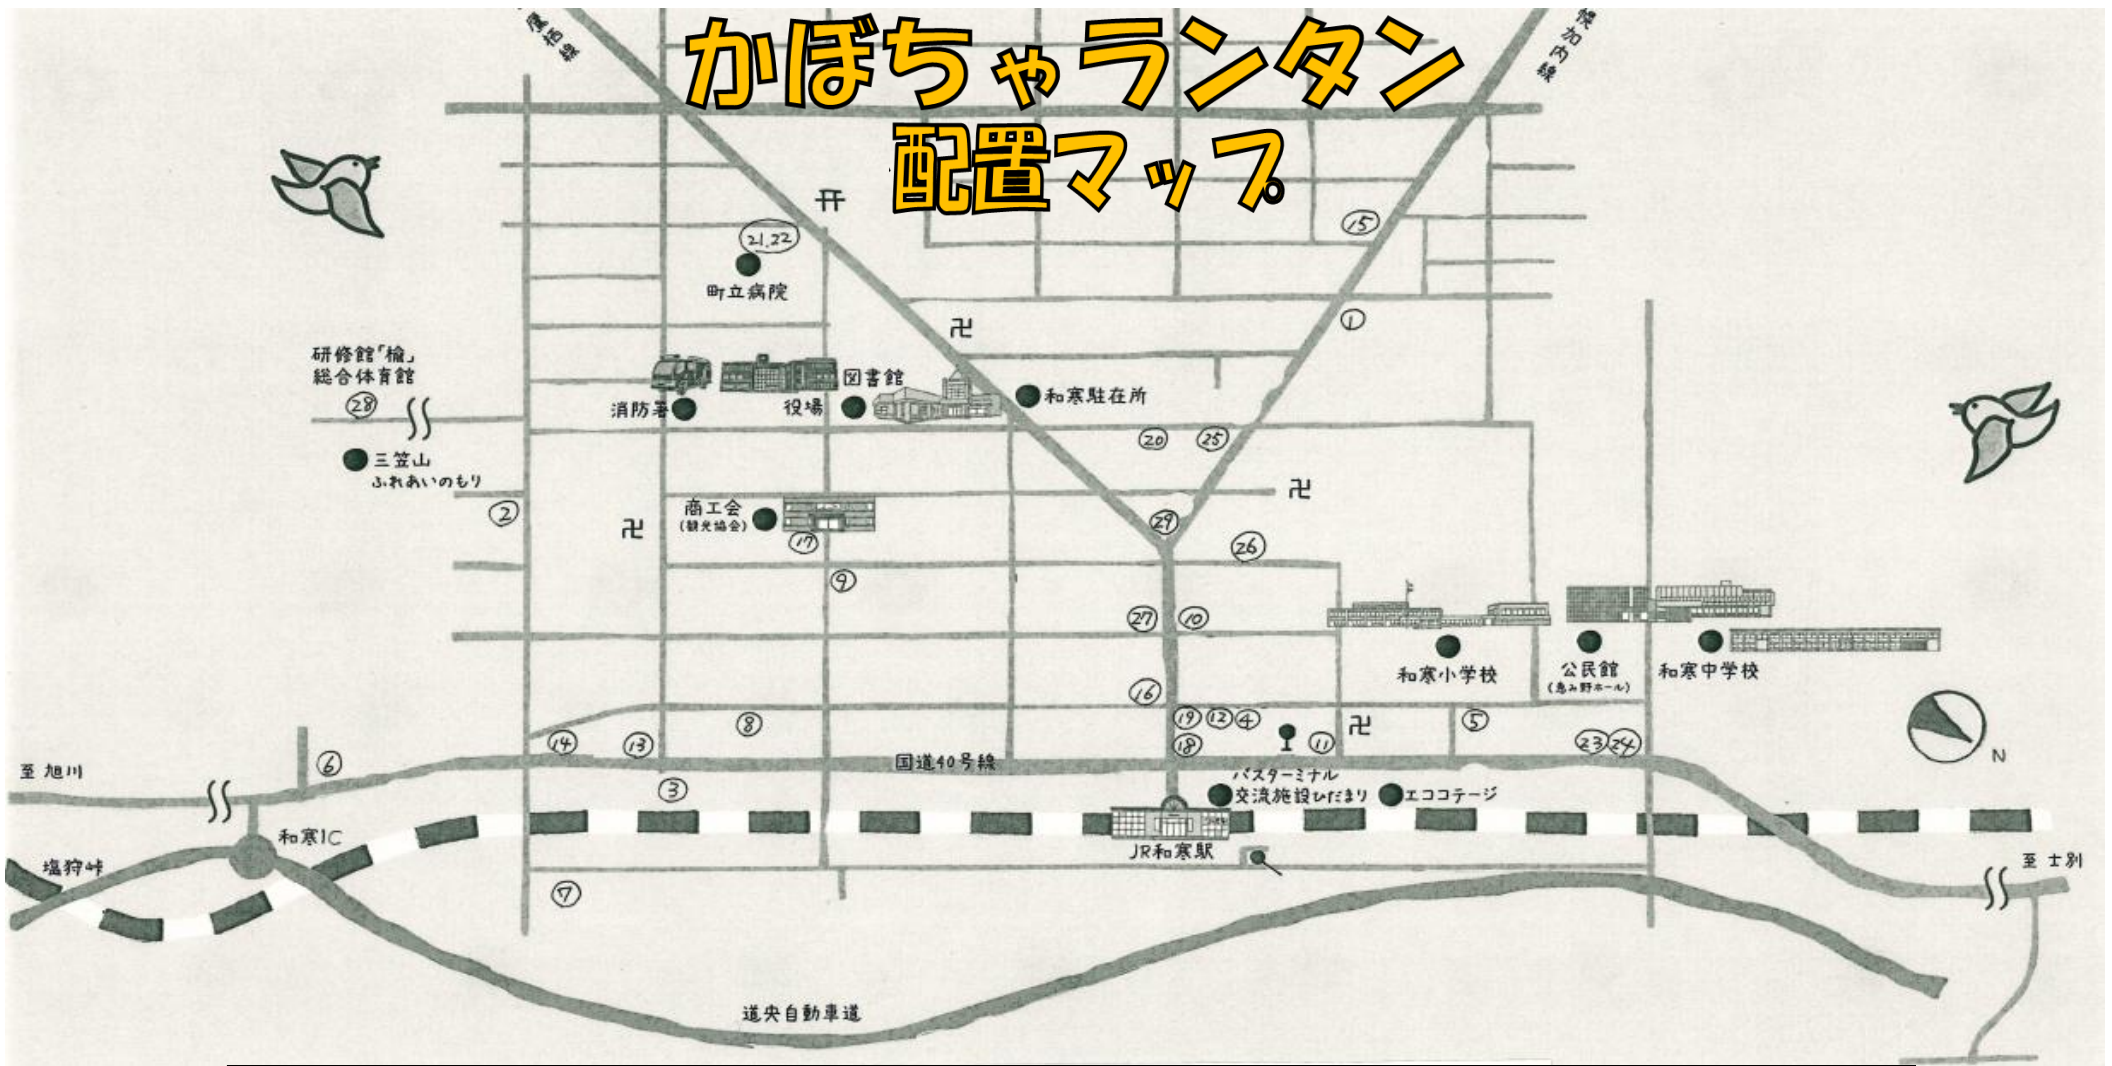 かぼちゃランタン
配置マップ
鷹栖線
幌加内線
21.22
町立病院
15
1
研修館「楡」
総合体育館
28
三笠山
ふれあいのもり
消防署
役場
図書館
和寒駐在所
20
25
2
商工会
(観光協会)
17
9
29
26
27
10
和寒小学校
公民館
(恵み野ホール)
和寒中学校
16
19
12
4
18
11
5
23
24
8
14
13
6
至 旭川
国道40号線
3
バスターミナル
交流施設ひだまり
エココテージ
N
和寒IC
塩狩峠
JR和寒駅
至 士別
7
道央自動車道